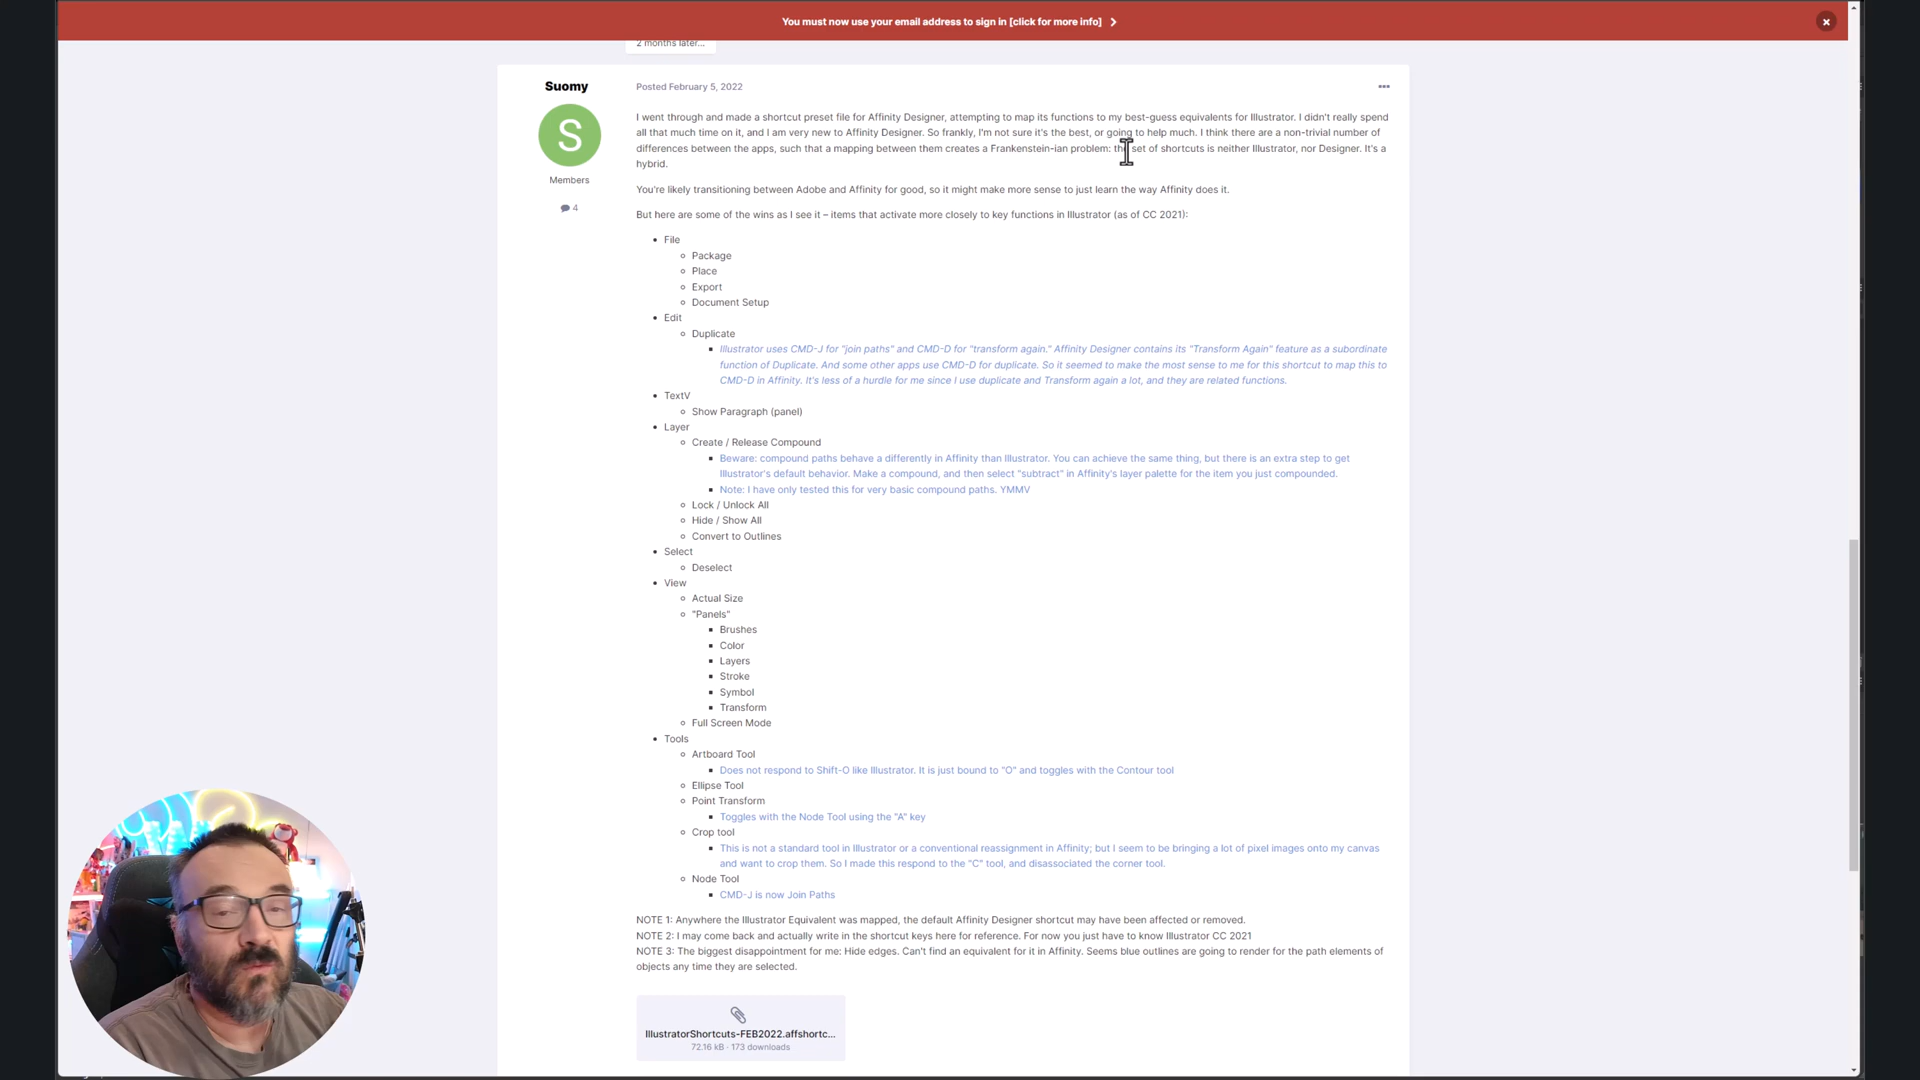 You must now use your email address to sign in [click for more info]
2 months later...
Suomy
Posted February 5, 2022
S
Members
4
I went through and made a shortcut preset file for Affinity Designer, attempting to map its functions to my best-guess equivalents for Illustrator. I didn't really spend
all that much time on it, and I am very new to Affinity Designer. So frankly, I'm not sure it's the best, or going to help much. I think there are a non-trivial number of
differences between the apps, such that a mapping between them creates a Frankenstein-ian problem: the set of shortcuts is neither Illustrator, nor Designer. It's a
hybrid.
You're likely transitioning between Adobe and Affinity for good, so it might make more sense to just learn the way Affinity does it.
But here are some of the wins as I see it – items that activate more closely to key functions in Illustrator (as of CC 2021):
File
Package
Place
Export
Document Setup
Edit
Duplicate
Illustrator uses CMD-J for "join paths" and CMD-D for "transform again." Affinity Designer contains its "Transform Again" feature as a subordinate
function of Duplicate. And some other apps use CMD-D for duplicate. So it seemed to make the most sense to me for this shortcut to map this to
CMD-D in Affinity. It's less of a hurdle for me since I use duplicate and Transform again a lot, and they are related functions.
TextV
Show Paragraph (panel)
Layer
Create / Release Compound
Beware: compound paths behave a differently in Affinity than Illustrator. You can achieve the same thing, but there is an extra step to get
Illustrator's default behavior. Make a compound, and then select "subtract" in Affinity's layer palette for the item you just compounded.
Note: I have only tested this for very basic compound paths. YMMV
Lock / Unlock All
Hide / Show All
Convert to Outlines
Select
Deselect
View
Actual Size
"Panels"
Brushes
Color
Layers
Stroke
Symbol
Transform
Full Screen Mode
Tools
Artboard Tool
Does not respond to Shift-O like Illustrator. It is just bound to "O" and toggles with the Contour tool
Ellipse Tool
Point Transform
Toggles with the Node Tool using the "A" key
Crop tool
This is not a standard tool in Illustrator or a conventional reassignment in Affinity; but I seem to be bringing a lot of pixel images onto my canvas
and want to crop them. So I made this respond to the "C" tool, and disassociated the corner tool.
Node Tool
CMD-J is now Join Paths
NOTE 1: Anywhere the Illustrator Equivalent was mapped, the default Affinity Designer shortcut may have been affected or removed.
NOTE 2: I may come back and actually write in the shortcut keys here for reference. For now you just have to know Illustrator CC 2021
NOTE 3: The biggest disappointment for me: Hide edges. Can't find an equivalent for it in Affinity. Seems blue outlines are going to render for the path elements of
objects any time they are selected.
IllustratorShortcuts-FEB2022.affshortc...
72.16 kB · 173 downloads